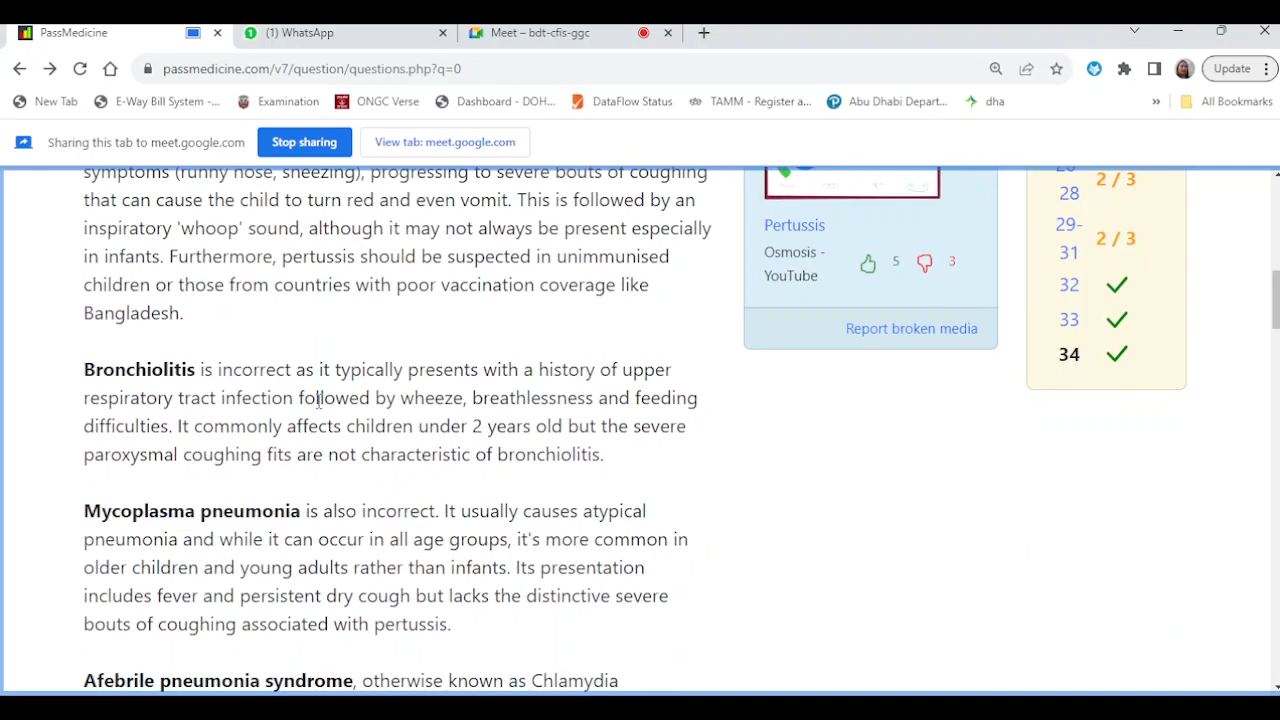 PassMedicine
(1) WhatsApp
Meet – bdt-cfis-ggc
passmedicine.com/v7/question/questions.php?q=0
Update
New Tab
E-Way Bill System -...
Examination
ONGC Verse
Dashboard - DOH...
DataFlow Status
TAMM - Register a...
Abu Dhabi Depart...
dha
»
All Bookmarks
Sharing this tab to meet.google.com
Stop sharing
View tab: meet.google.com
symptoms (runny nose, sneezing), progressing to severe bouts of coughing
that can cause the child to turn red and even vomit. This is followed by an
inspiratory 'whoop' sound, although it may not always be present especially
in infants. Furthermore, pertussis should be suspected in unimmunised
children or those from countries with poor vaccination coverage like
Bangladesh.
Bronchiolitis is incorrect as it typically presents with a history of upper
respiratory tract infection followed by wheeze, breathlessness and feeding
difficulties. It commonly affects children under 2 years old but the severe
paroxysmal coughing fits are not characteristic of bronchiolitis.
Mycoplasma pneumonia is also incorrect. It usually causes atypical
pneumonia and while it can occur in all age groups, it's more common in
older children and young adults rather than infants. Its presentation
includes fever and persistent dry cough but lacks the distinctive severe
bouts of coughing associated with pertussis.
Afebrile pneumonia syndrome, otherwise known as Chlamydia
Pertussis
Osmosis -
YouTube
5
3
Report broken media
2 / 3
28
29-
31
2 / 3
32
33
34